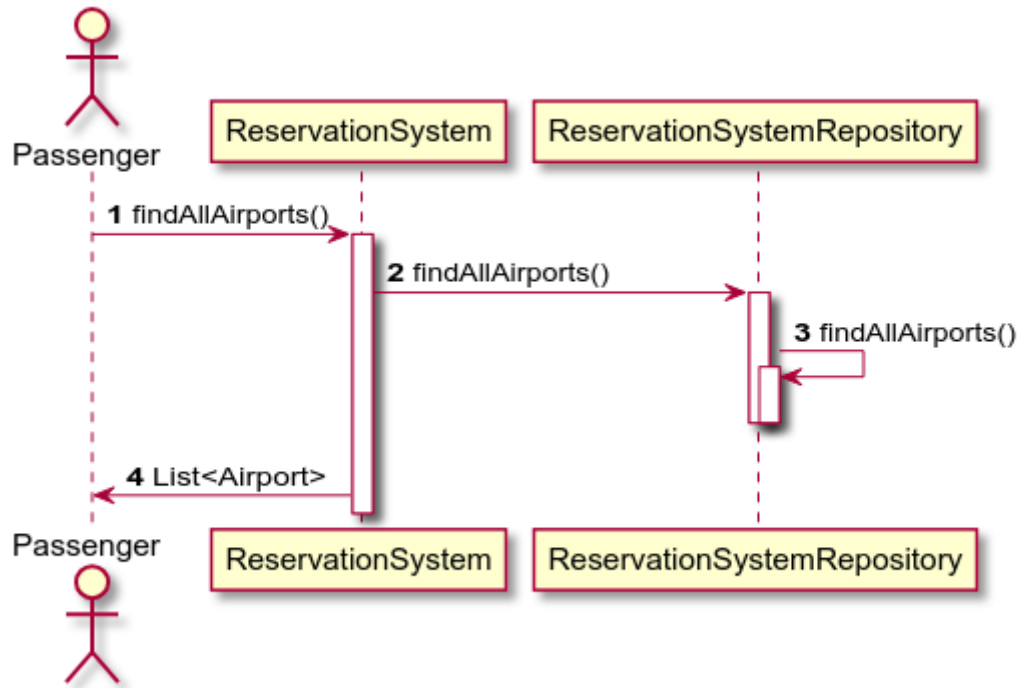 Passenger
ReservationSystem
ReservationSystemRepository
1 findAllAirports()
2 findAllAirports()
3 findAllAirports()
4 List<Airport>
Passenger
ReservationSystem
ReservationSystemRepository